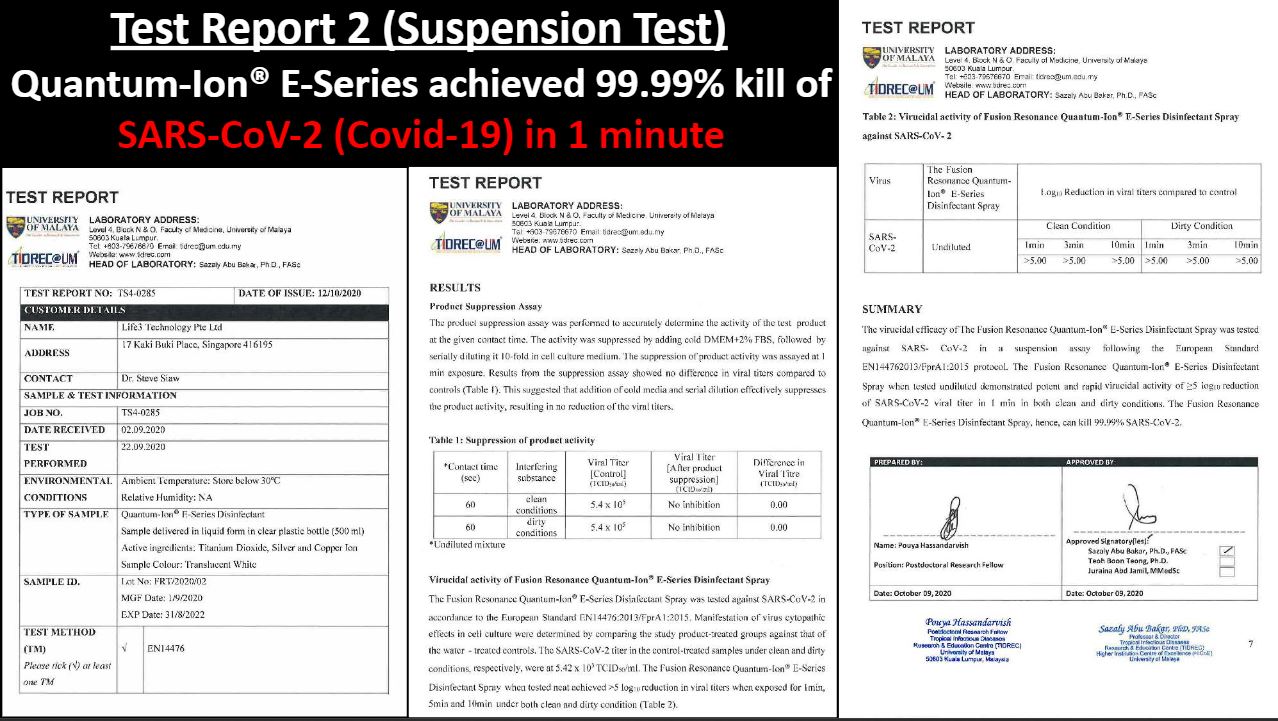 Test Report 2 (Suspension Test)
Quantum-Ion® E-Series achieved 99.99% kill of
SARS-CoV-2 (Covid-19) in 1 minute
TEST REPORT
UNIVERSITY
OF MALAYA
TIDREC@UM
LABORATORY ADDRESS:
Level 4, Block N & O, Faculty of Medicine, University of Malaya
50603 Kuala Lumpur.
Tel: +603-79676670 Email: tidrec@um.edu.my
Website: www.tidrec.com
HEAD OF LABORATORY: Sazaly Abu Bakar, Ph.D., FASc
TEST REPORT NO: TS4-0285 DATE OF ISSUE: 12/10/2020
CUSTOMER DETAILS
NAME Life3 Technology Pte Ltd
ADDRESS 17 Kaki Buki Place, Singapore 416195
CONTACT Dr. Steve Siaw
SAMPLE & TEST INFORMATION
JOB NO. TS4-0285
DATE RECEIVED 02.09.2020
TEST PERFORMED 22.09.2020
ENVIRONMENTAL Ambient Temperature: Store below 30°C
CONDITIONS Relative Humidity: NA
TYPE OF SAMPLE Quantum-Ion® E-Series Disinfectant
Sample delivered in liquid form in clear plastic bottle (500 ml)
Active ingredients: Titanium Dioxide, Silver and Copper Ion
Sample Colour: Translucent White
SAMPLE ID. Lot No: FRT/2020/02
MGF Date: 1/9/2020
EXP Date: 31/8/2022
TEST METHOD
(TM) √ EN14476
Please tick (√) at least
one TM
TEST REPORT
UNIVERSITY
OF MALAYA
TIDREC@UM
LABORATORY ADDRESS:
Level 4, Block N & O, Faculty of Medicine, University of Malaya
50603 Kuala Lumpur.
Tel: +603-79676670 Email: tidrec@um.edu.my
Website: www.tidrec.com
HEAD OF LABORATORY: Sazaly Abu Bakar, Ph.D., FASc
RESULTS
Product Suppression Assay
The product suppression assay was performed to accurately determine the activity of the test product
at the given contact time. The activity was suppressed by adding cold DMEM+2% FBS, followed by
serially diluting it 10-fold in cell culture medium. The suppression of product activity was assayed at 1
min exposure. Results from the suppression assay showed no difference in viral titers compared to
controls (Table 1). This suggested that addition of cold media and serial dilution effectively suppresses
the product activity, resulting in no reduction of the viral titers.
Table 1: Suppression of product activity
*Contact time (sec) Interfering substance Viral Titer [Control] (TCID50/ml) Viral Titer [After product suppression] (TCID50/ml) Difference in Viral Titre (TCID50/ml)
60 clean conditions 5.4 x 10⁵ No inhibition 0.00
60 dirty conditions 5.4 x 10⁵ No inhibition 0.00
*Undiluted mixture
Virucidal activity of Fusion Resonance Quantum-Ion® E-Series Disinfectant Spray
The Fusion Resonance Quantum-Ion® E-Series Disinfectant Spray was tested against SARS-CoV-2 in
accordance to the European Standard EN14476:2013/FprA1:2015. Manifestation of virus cytopathic
effects in cell culture were determined by comparing the study product-treated groups against that of
the water - treated controls. The SARS-CoV-2 titer in the control-treated samples under clean and dirty
conditions, respectively, were at 5.42 x 10⁵ TCID50/ml. The Fusion Resonance Quantum-Ion® E-Series
Disinfectant Spray when tested neat achieved >5 log10 reduction in viral titers when exposed for 1min,
5min and 10min under both clean and dirty condition (Table 2).
TEST REPORT
UNIVERSITY
OF MALAYA
TIDREC@UM
LABORATORY ADDRESS:
Level 4, Block N & O, Faculty of Medicine, University of Malaya
50603 Kuala Lumpur.
Tel: +603-79676670 Email: tidrec@um.edu.my
Website: www.tidrec.com
HEAD OF LABORATORY: Sazaly Abu Bakar, Ph.D., FASc
Table 2: Virucidal activity of Fusion Resonance Quantum-Ion® E-Series Disinfectant Spray
against SARS-CoV- 2
Virus The Fusion Resonance Quantum-Ion® E-Series Disinfectant Spray Log10 Reduction in viral titers compared to control
Clean Condition Dirty Condition
SARS-CoV-2 Undiluted 1min 3min 10min 1min 3min 10min
>5.00 >5.00 >5.00 >5.00 >5.00 >5.00
SUMMARY
The virucidal efficacy of The Fusion Resonance Quantum-Ion® E-Series Disinfectant Spray was tested
against SARS- CoV-2 in a suspension assay following the European Standard
EN144762013/FprA1:2015 protocol. The Fusion Resonance Quantum-Ion® E-Series Disinfectant
Spray when tested undiluted demonstrated potent and rapid virucidal activity of ≥5 log10 reduction
of SARS-CoV-2 viral titer in 1 min in both clean and dirty conditions. The Fusion Resonance
Quantum-Ion® E-Series Disinfectant Spray, hence, can kill 99.99% SARS-CoV-2.
PREPARED BY: APPROVED BY:
Name: Pouya Hassandarvish
Position: Postdoctoral Research Fellow
Approved Signatory(ies):
Sazaly Abu Bakar, Ph.D., FASc
Teoh Boon Teong, Ph.D.
Juraina Abd Jamil, MMedSc
Date: October 09, 2020 Date: October 09, 2020
Pouya Hassandarvish
Postdoctoral Research Fellow
Tropical Infectious Diseases
Research & Education Centre (TIDREC)
University of Malaya
50603 Kuala Lumpur, Malaysia
Sazaly Abu Bakar, PhD, FASc
Professor & Director
Tropical Infectious Diseases
Research & Education Centre (TIDREC)
Higher Institution Centre of Excellence (HICoE)
University of Malaya
7